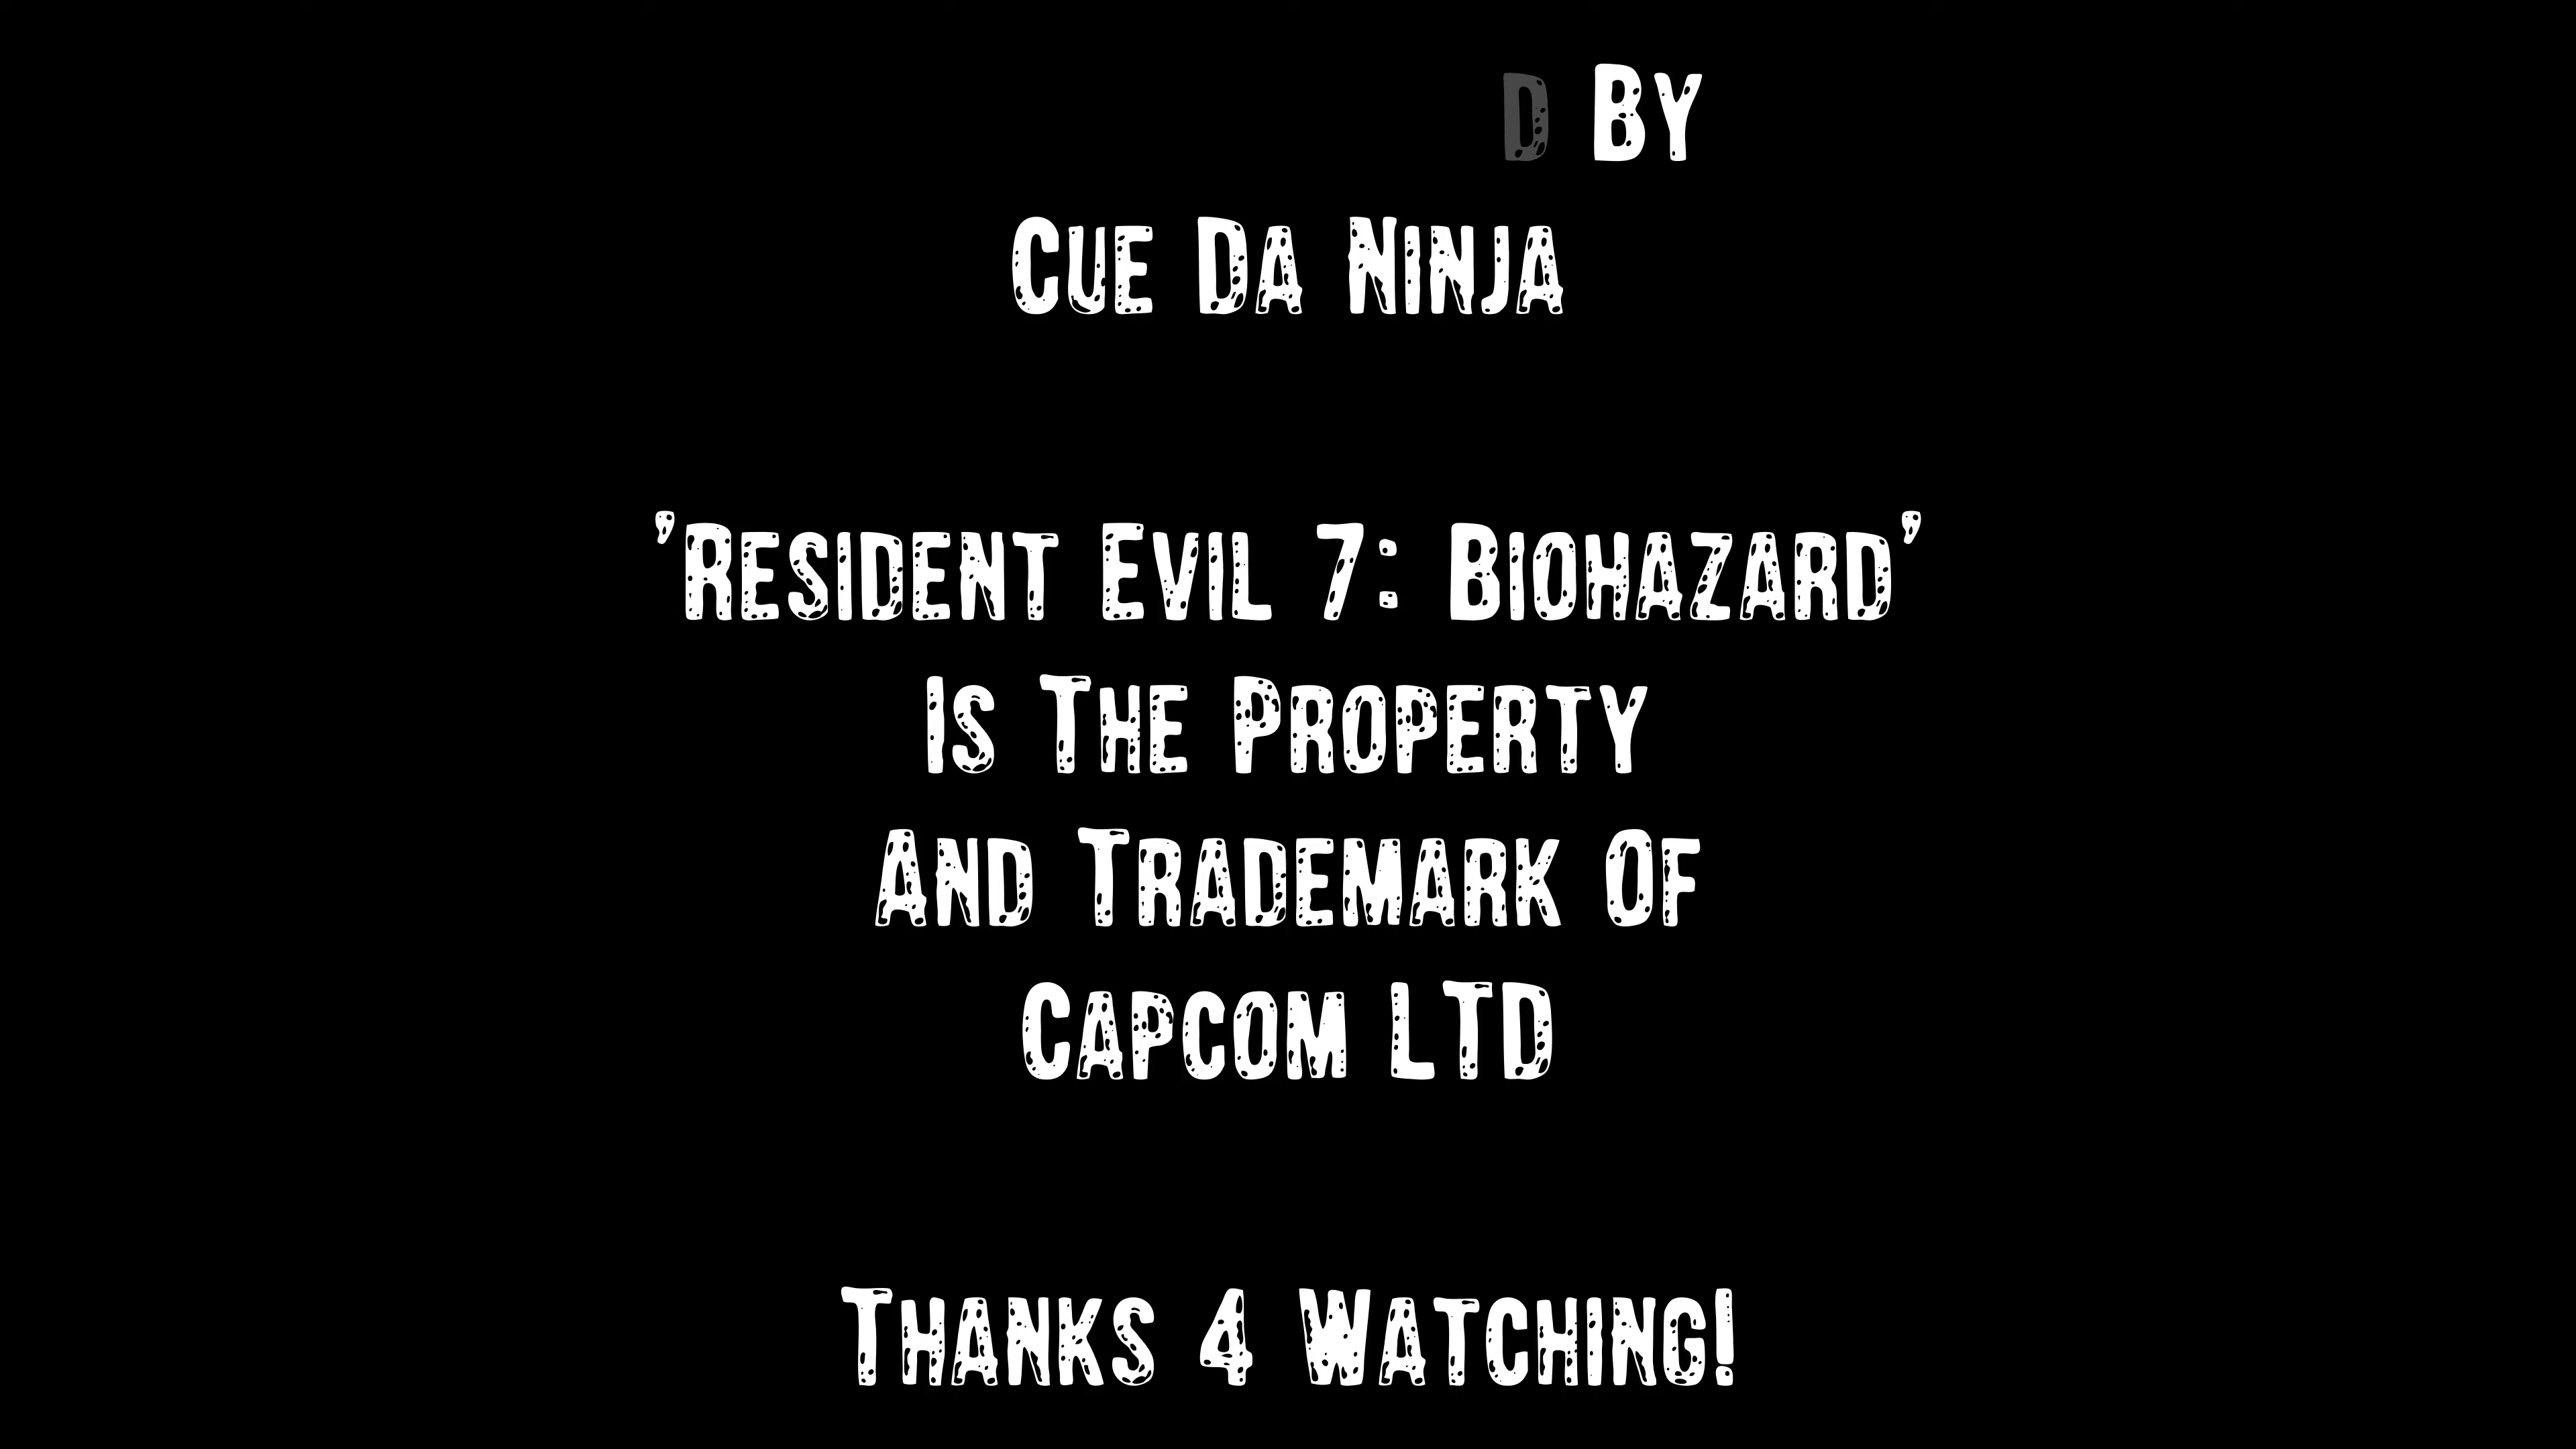 D By
Cue Da Ninja
'Resident Evil 7: Biohazard'
Is The Property
And Trademark Of
Capcom LTD
Thanks 4 Watching!